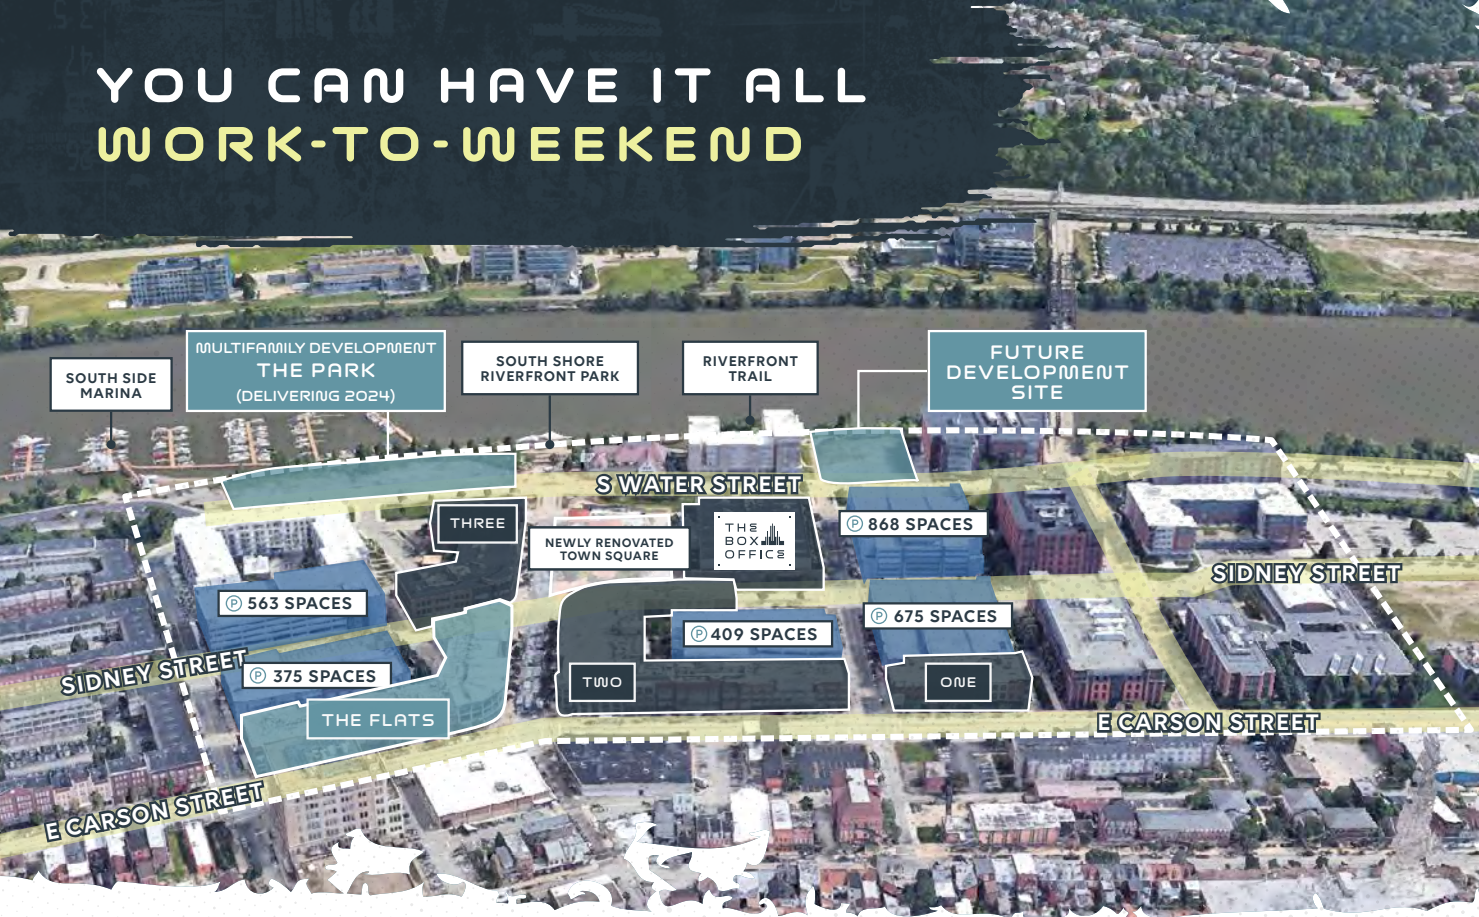 YOU CAN HAVE IT ALL
WORK-TO-WEEKEND
SOUTH SIDE
MARINA
MULTIFAMILY DEVELOPMENT
THE PARK
(DELIVERING 2024)
SOUTH SHORE
RIVERFRONT PARK
RIVERFRONT
TRAIL
FUTURE
DEVELOPMENT
SITE
S WATER STREET
THREE
NEWLY RENOVATED
TOWN SQUARE
THE
BOX
OFFICE
P 868 SPACES
SIDNEY STREET
P 563 SPACES
P 409 SPACES
P 675 SPACES
SIDNEY STREET
P 375 SPACES
TWO
ONE
THE FLATS
E CARSON STREET
E CARSON STREET